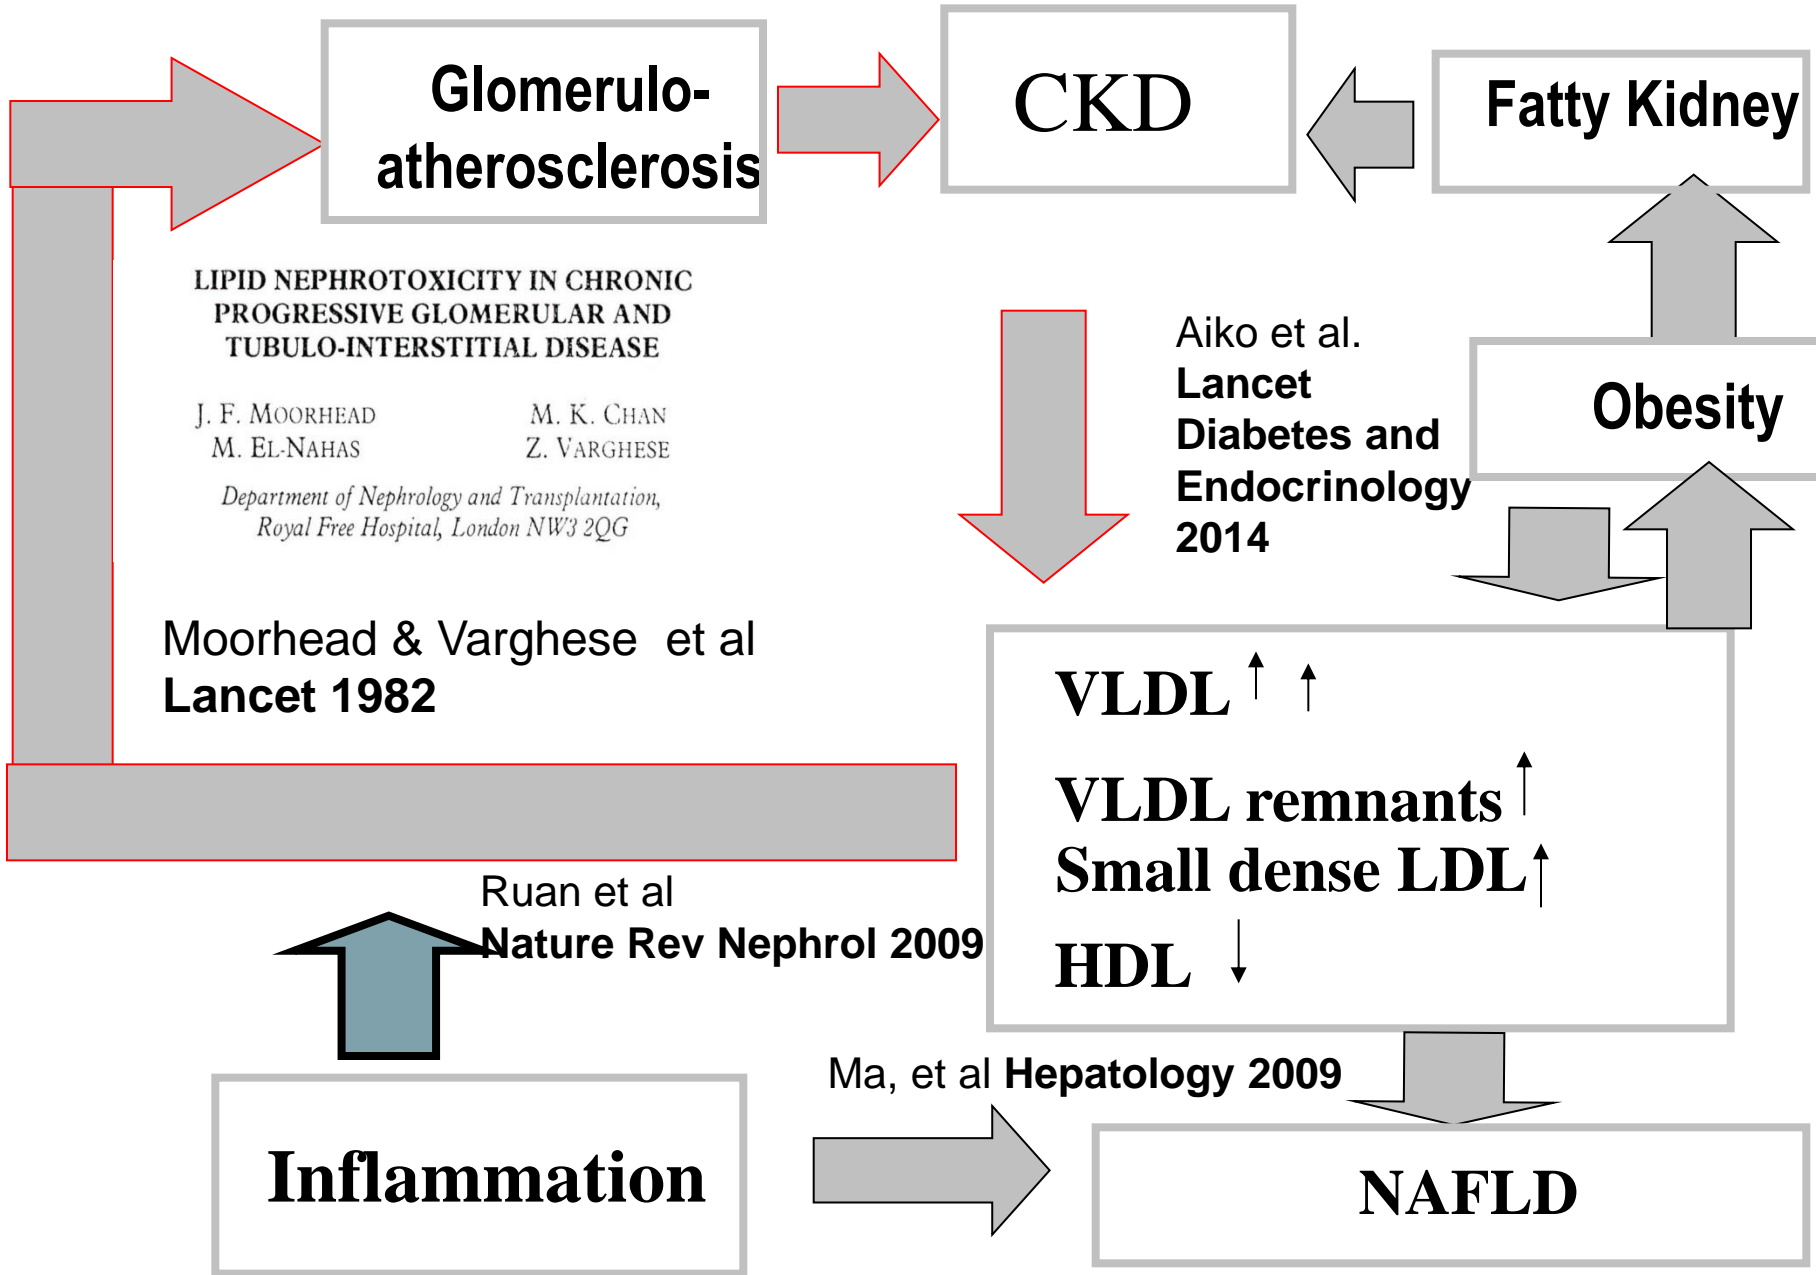 Glomerulo-
atherosclerosis
CKD
Fatty Kidney
LIPID NEPHROTOXICITY IN CHRONIC
PROGRESSIVE GLOMERULAR AND
TUBULO-INTERSTITIAL DISEASE
J. F. MOORHEAD M. K. CHAN
M. EL-NAHAS Z. VARGHESE
Department of Nephrology and Transplantation,
Royal Free Hospital, London NW3 2QG
Moorhead & Varghese et al
Lancet 1982
Aiko et al.
Lancet
Diabetes and
Endocrinology
2014
Obesity
VLDL ↑ ↑
VLDL remnants ↑
Small dense LDL ↑
HDL ↓
Ruan et al
Nature Rev Nephrol 2009
Ma, et al Hepatology 2009
Inflammation
NAFLD